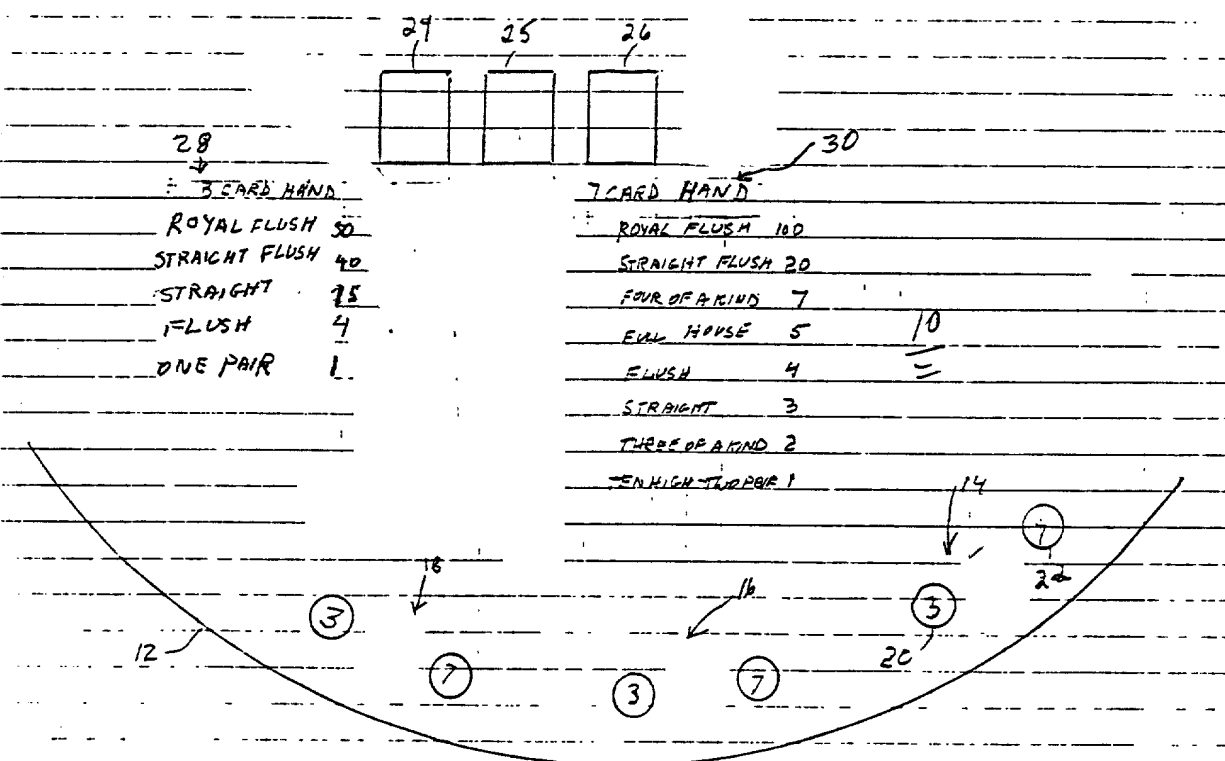 24 25 26
28
30
3 CARD HAND
ROYAL FLUSH 50
STRAIGHT FLUSH 40
STRAIGHT
FLUSH 4
ONE PAIR 1
7 CARD HAND
ROYAL FLUSH 100
STRAIGHT FLUSH 20
FOUR OF A KIND 7
FULL HOUSE 5
FLUSH 4
STRAIGHT 3
THREE OF A KIND 2
TEN HIGH TWO PAIR 1
10
14
7
22
18
16
3
3
20
12
7
3
7